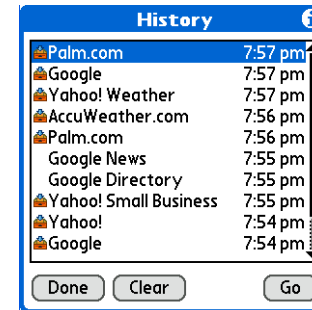 History
Palm.com 7:57 pm
Google 7:57 pm
Yahoo! Weather 7:57 pm
AccuWeather.com 7:56 pm
Palm.com 7:56 pm
Google News 7:55 pm
Google Directory 7:55 pm
Yahoo! Small Business 7:55 pm
Yahoo! 7:54 pm
Google 7:54 pm
Done Clear Go